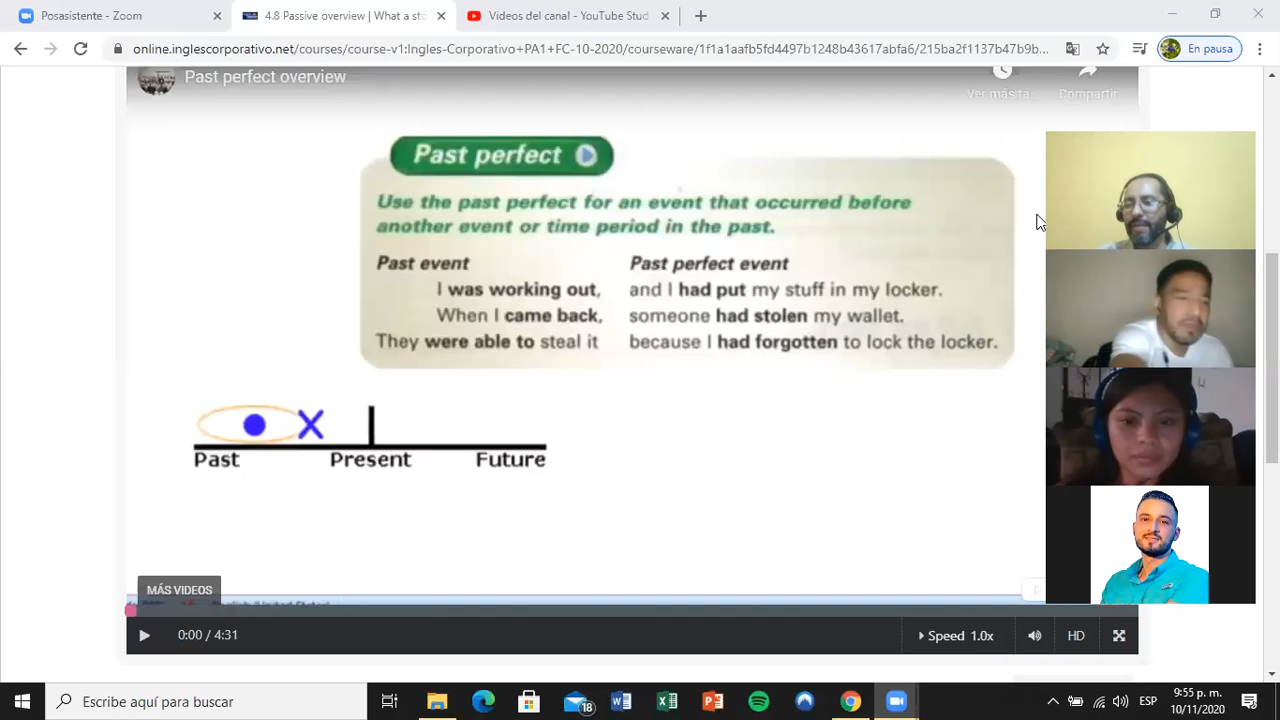 Posasistente - Zoom
4.8 Passive overview | What a sto
Videos del canal - YouTube Stud
online.inglescorporativo.net/courses/course-v1:Ingles-Corporativo+PA1+FC-10-2020/courseware/1f1a1aafb5fd4497b1248b43617abfa6/215ba2f1137b47b9b...
En pausa
Past perfect overview
Ver más ta...
Compartir
Past perfect
Use the past perfect for an event that occurred before
another event or time period in the past.
Past event Past perfect event
I was working out, and I had put my stuff in my locker.
When I came back, someone had stolen my wallet.
They were able to steal it because I had forgotten to lock the locker.
X
Past Present Future
MÁS VIDEOS
0:00 / 4:31
Speed 1.0x
HD
Escribe aquí para buscar
18
ESP
9:55 p. m.
10/11/2020